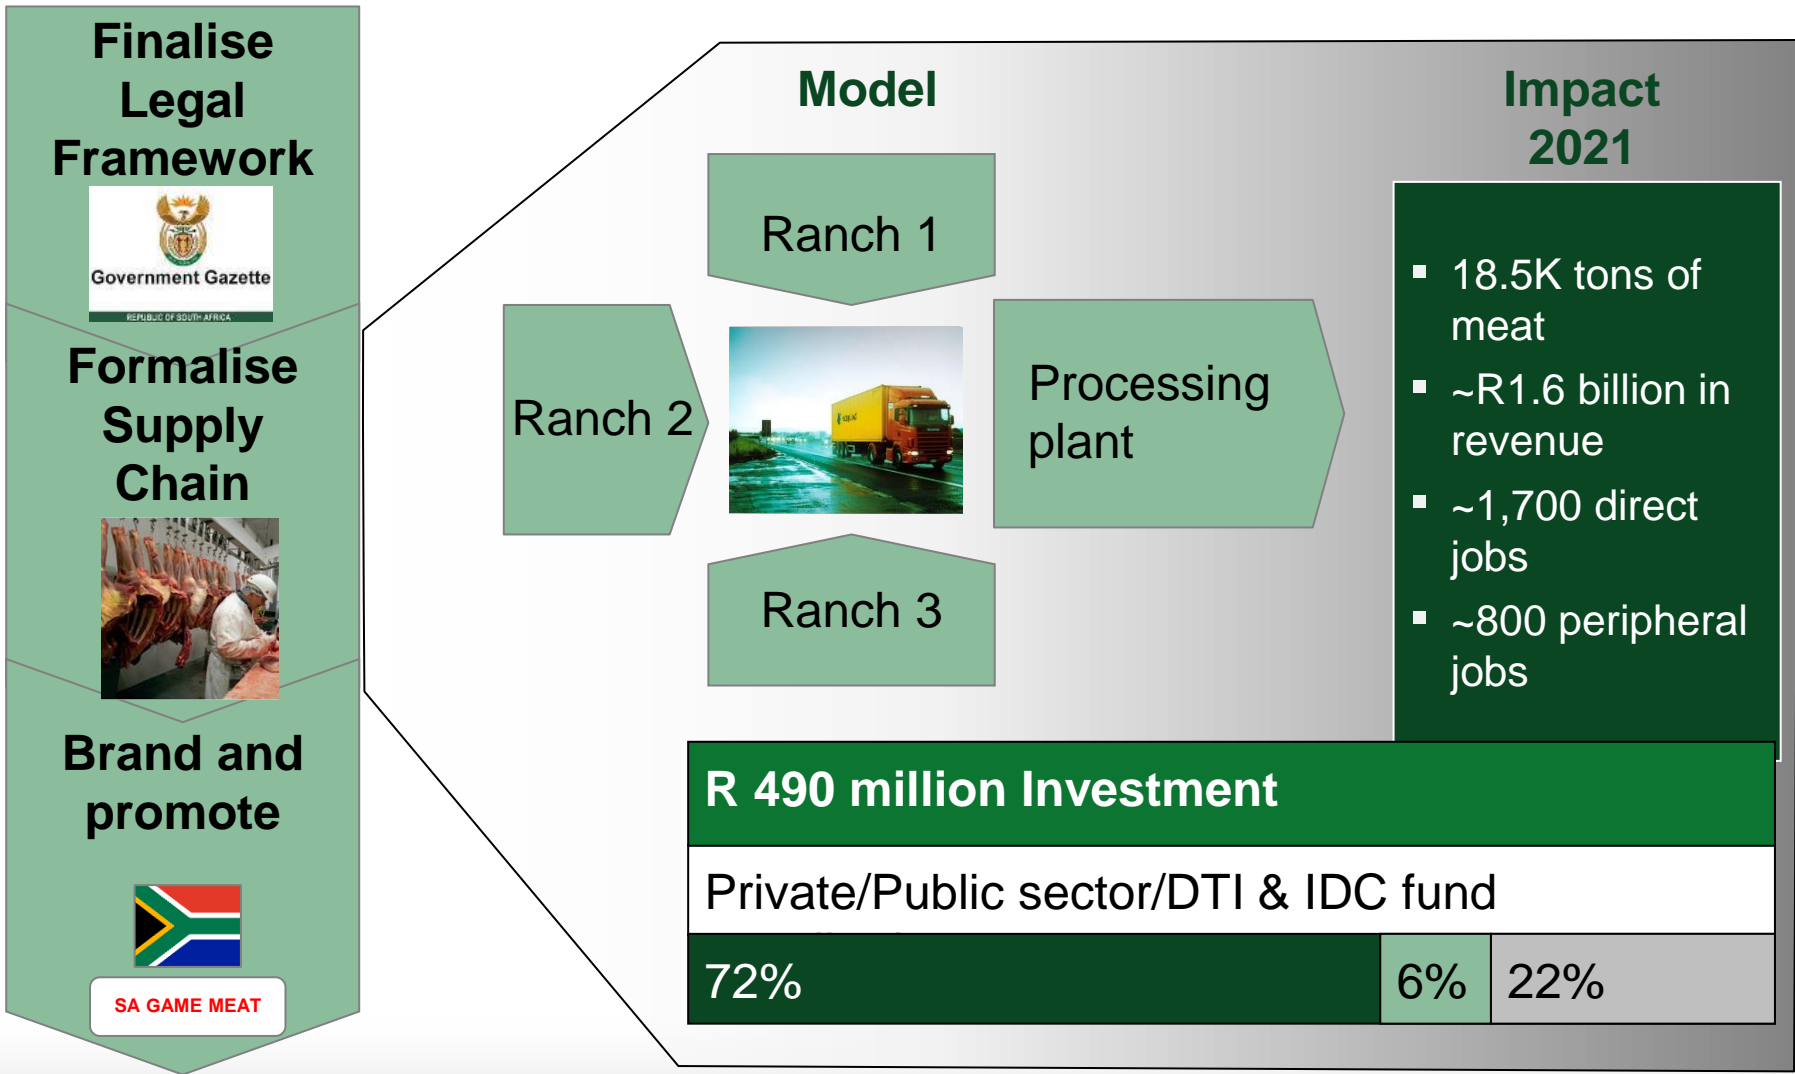 Finalise
Legal
Framework
Government Gazette
REPUBLIC OF SOUTH AFRICA
Formalise
Supply
Chain
Brand and
promote
SA GAME MEAT
Model
Ranch 1
Ranch 2
Processing
plant
Ranch 3
Impact
2021
▪ 18.5K tons of
meat
▪ ~R1.6 billion in
revenue
▪ ~1,700 direct
jobs
▪ ~800 peripheral
jobs
R 490 million Investment
Private/Public sector/DTI & IDC fund
72%
6%
22%